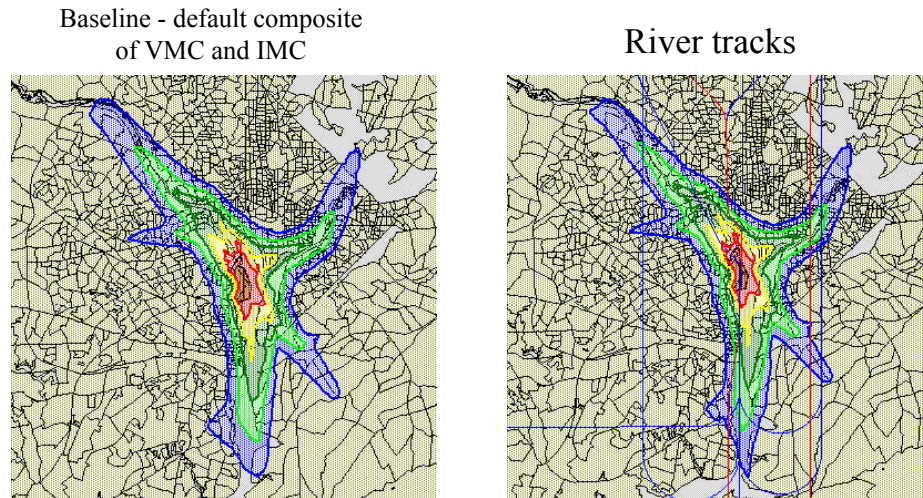 Baseline - default composite
of VMC and IMC
River tracks